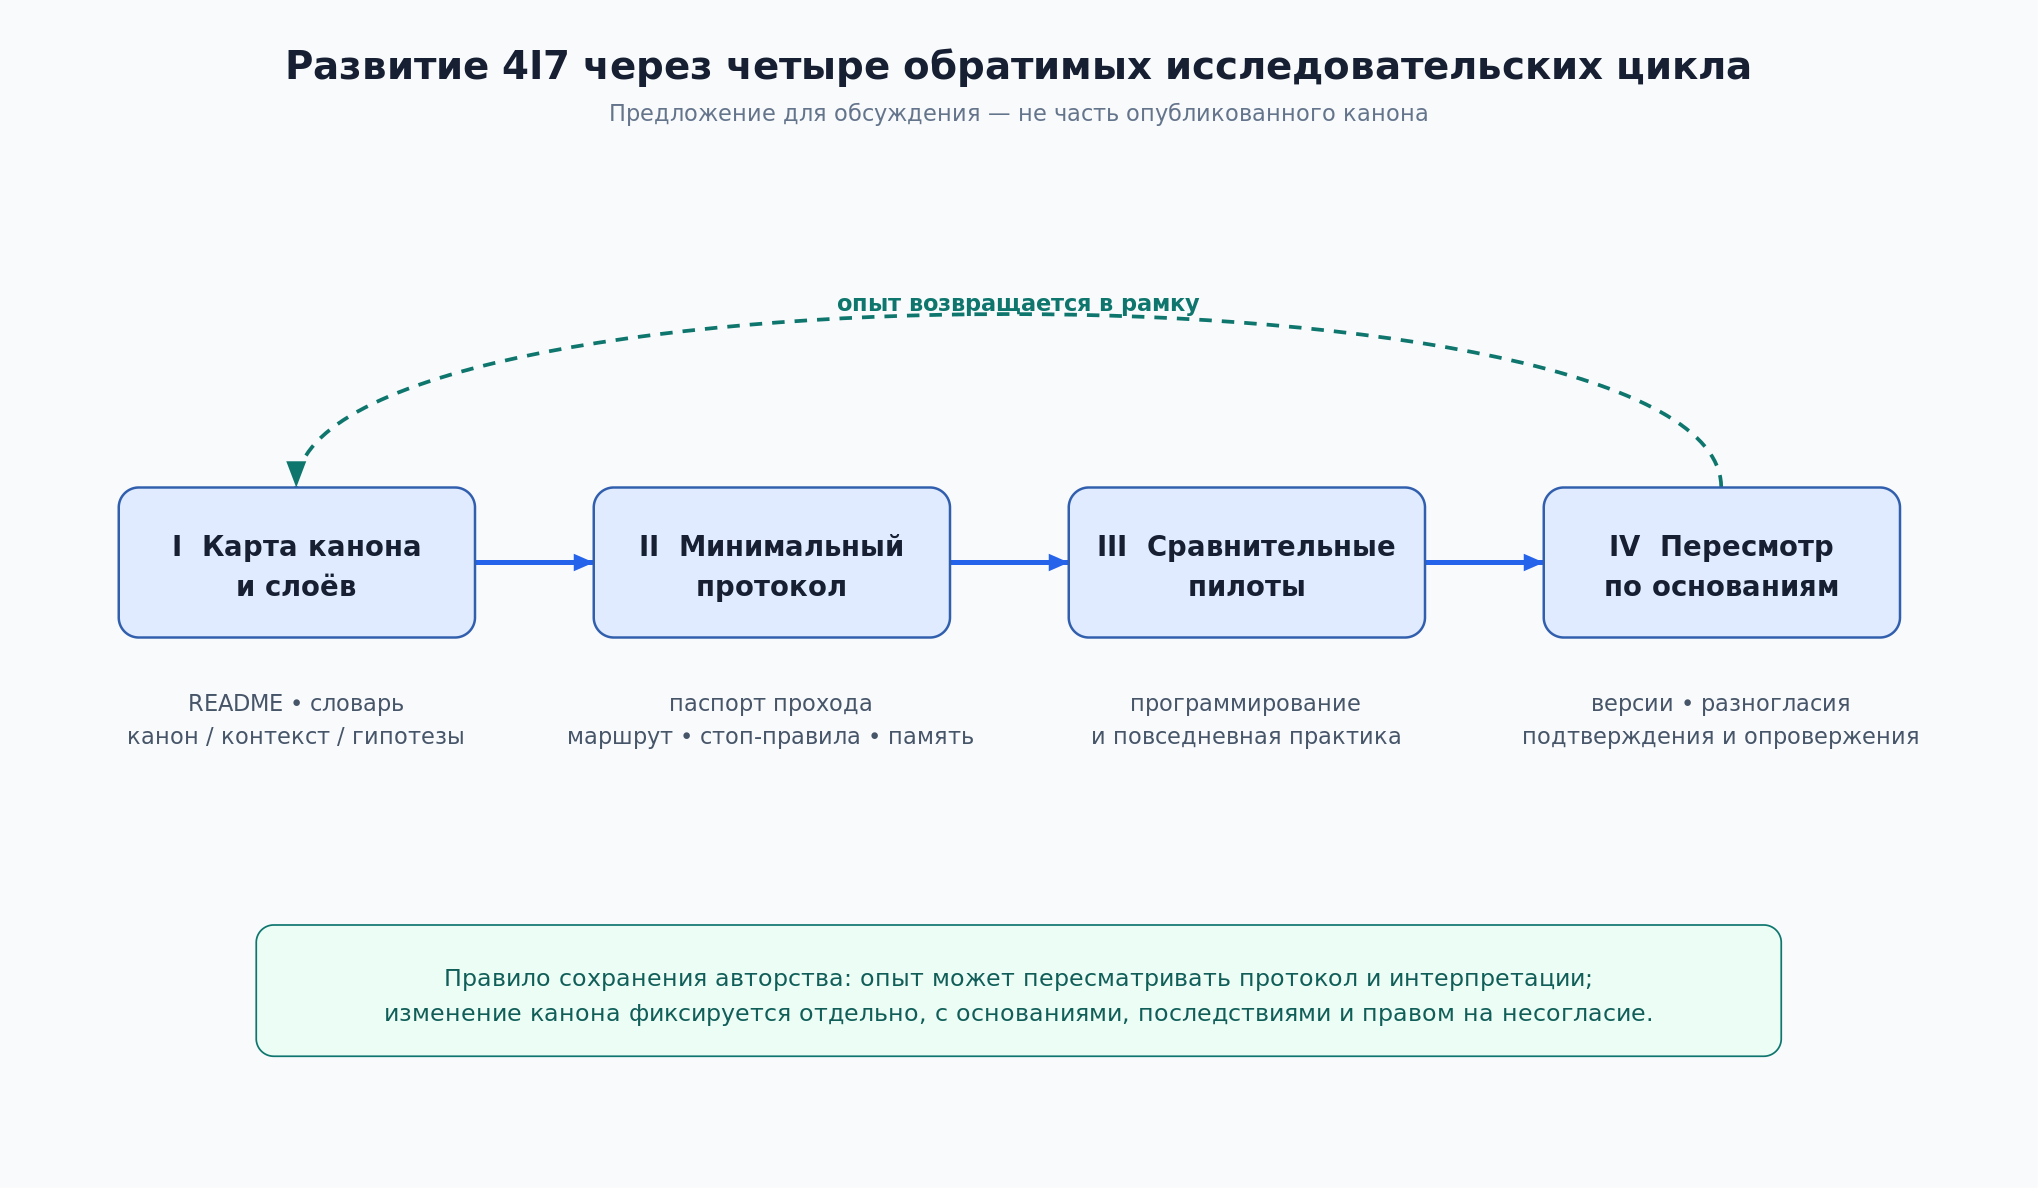 Развитие 4I7 через четыре обратимых исследовательских цикла
Предложение для обсуждения — не часть опубликованного канона
опыт возвращается в рамку
I Карта канона
и слоёв
II Минимальный
протокол
III Сравнительные
пилоты
IV Пересмотр
по основаниям
README • словарь
канон / контекст / гипотезы
паспорт прохода
маршрут • стоп-правила • память
программирование
и повседневная практика
версии • разногласия
подтверждения и опровержения
Правило сохранения авторства: опыт может пересматривать протокол и интерпретации;
изменение канона фиксируется отдельно, с основаниями, последствиями и правом на несогласие.